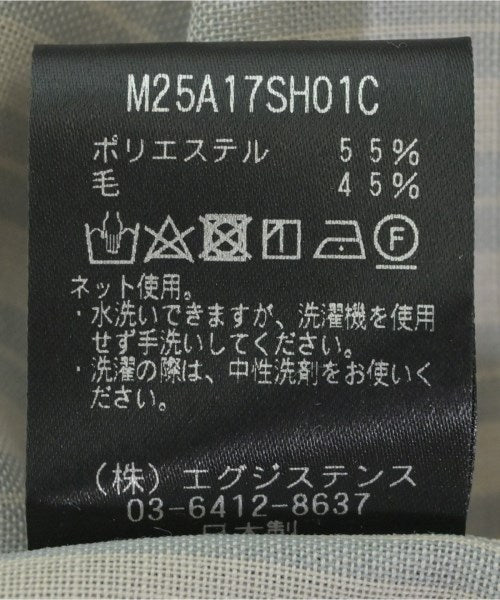 M25A17SH01C
ポリエステル 55%
毛 45%
F
ネット使用。
・水洗いできますが、洗濯機を使用
せず手洗いしてください。
・洗濯の際は、中性洗剤をお使いく
ださい。
(株) エグジステンス
03-6412-8637
日本製